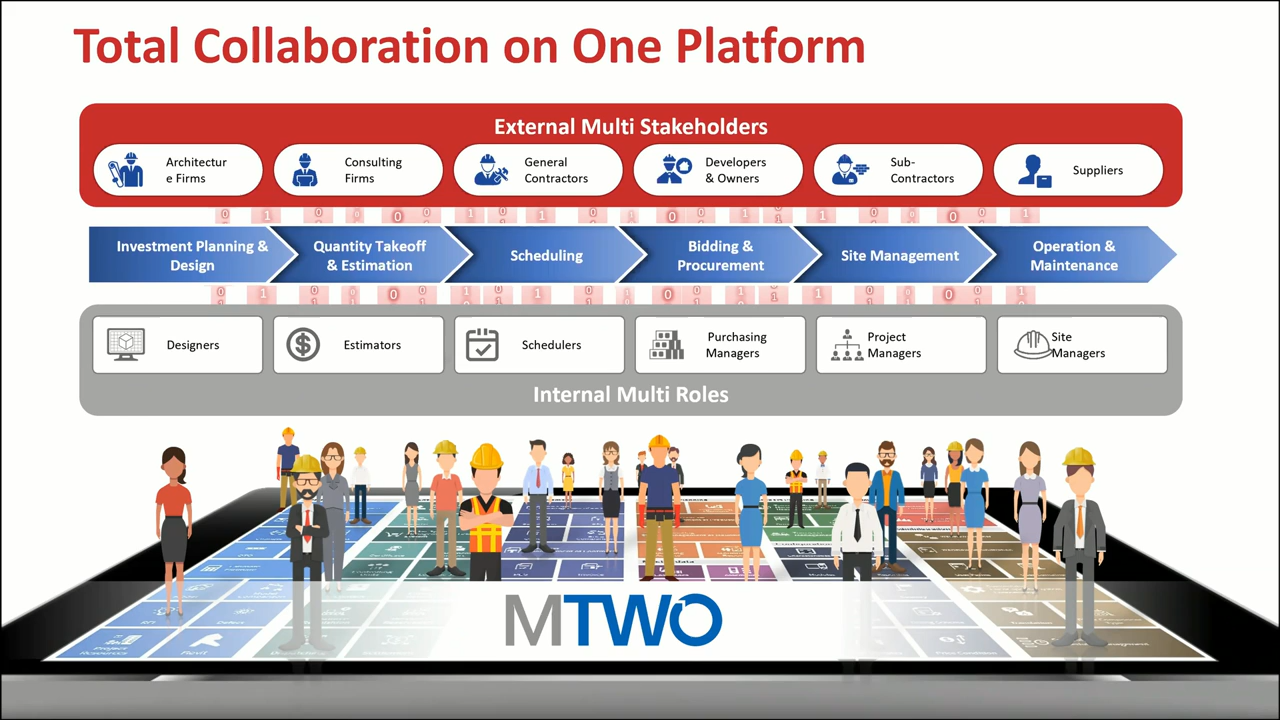 Total Collaboration on One Platform
External Multi Stakeholders
Architectur
e Firms
Consulting
Firms
General
Contractors
Developers
& Owners
Sub-
Contractors
Suppliers
Investment Planning &
Design
Quantity Takeoff
& Estimation
Scheduling
Bidding &
Procurement
Site Management
Operation &
Maintenance
Designers
Estimators
Schedulers
Purchasing
Managers
Project
Managers
Site
Managers
Internal Multi Roles
MTWO